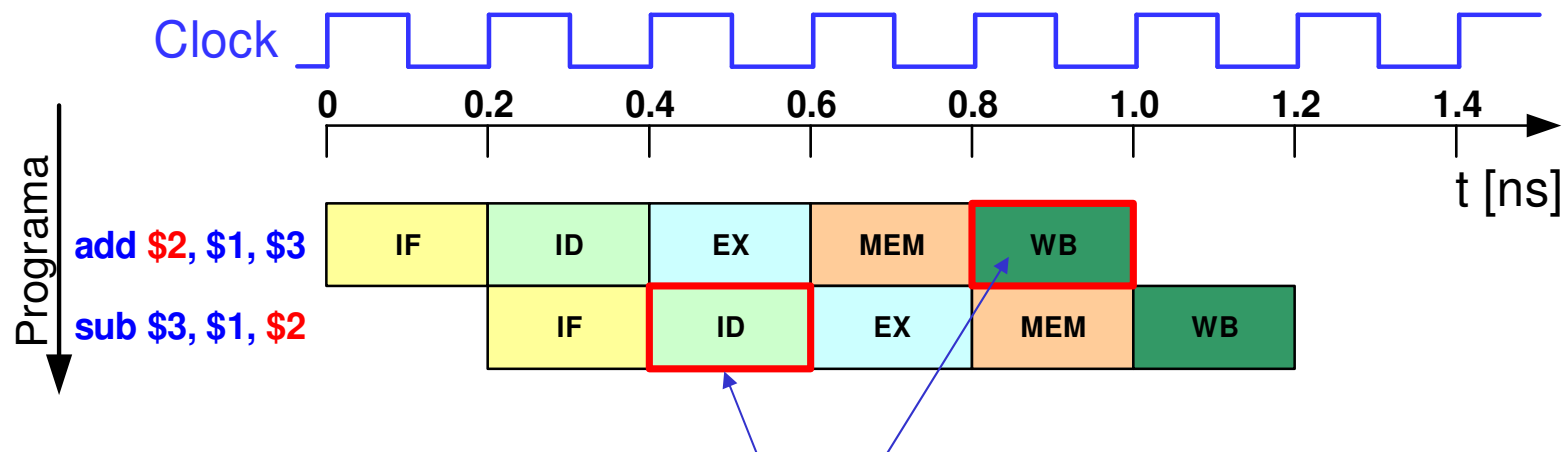 Clock
0 0.2 0.4 0.6 0.8 1.0 1.2 1.4
t [ns]
Programa
add $2, $1, $3 IF ID EX MEM WB
sub $3, $1, $2 IF ID EX MEM WB